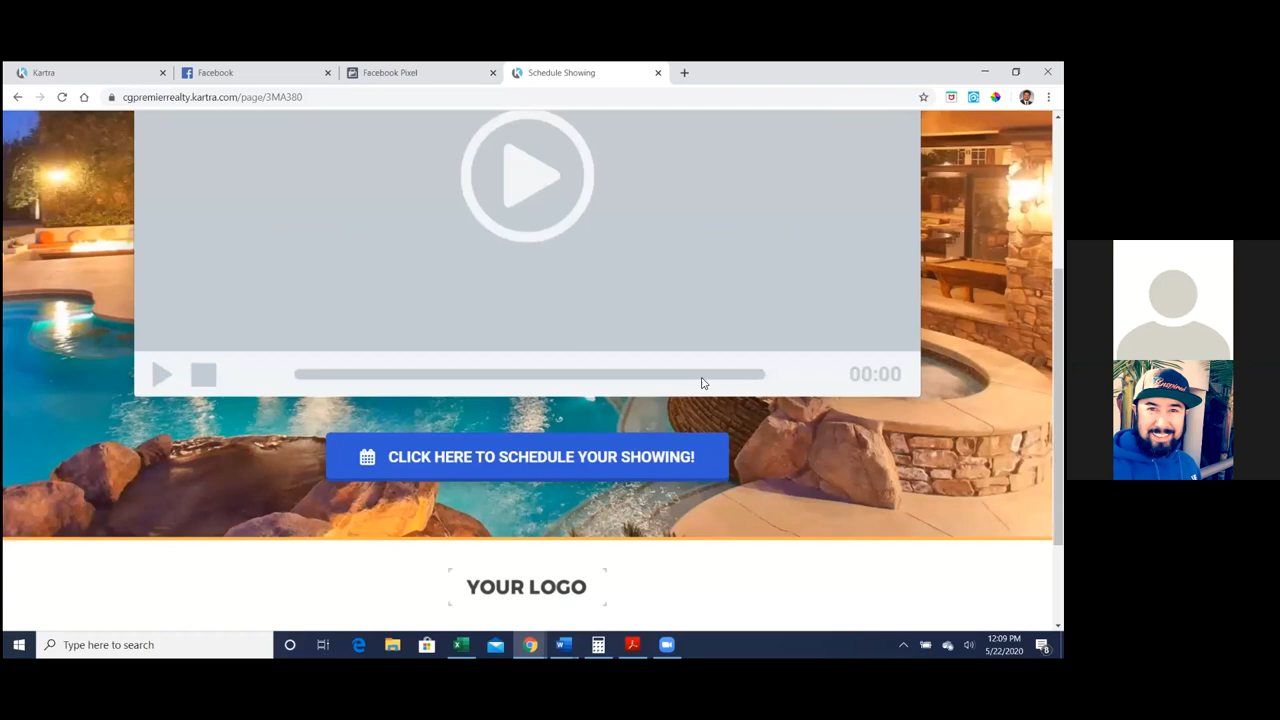 Kartra
Facebook
Facebook Pixel
Schedule Showing
cgpremierrealty.kartra.com/page/3MA380
00:00
CLICK HERE TO SCHEDULE YOUR SHOWING!
YOUR LOGO
Type here to search
12:09 PM
5/22/2020
Inspired